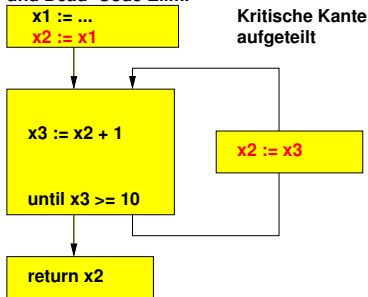 und Dead-Code-Elim.
x1 := ...
x2 := x1
Kritische Kante
aufgeteilt
x3 := x2 + 1
x2 := x3
until x3 >= 10
return x2